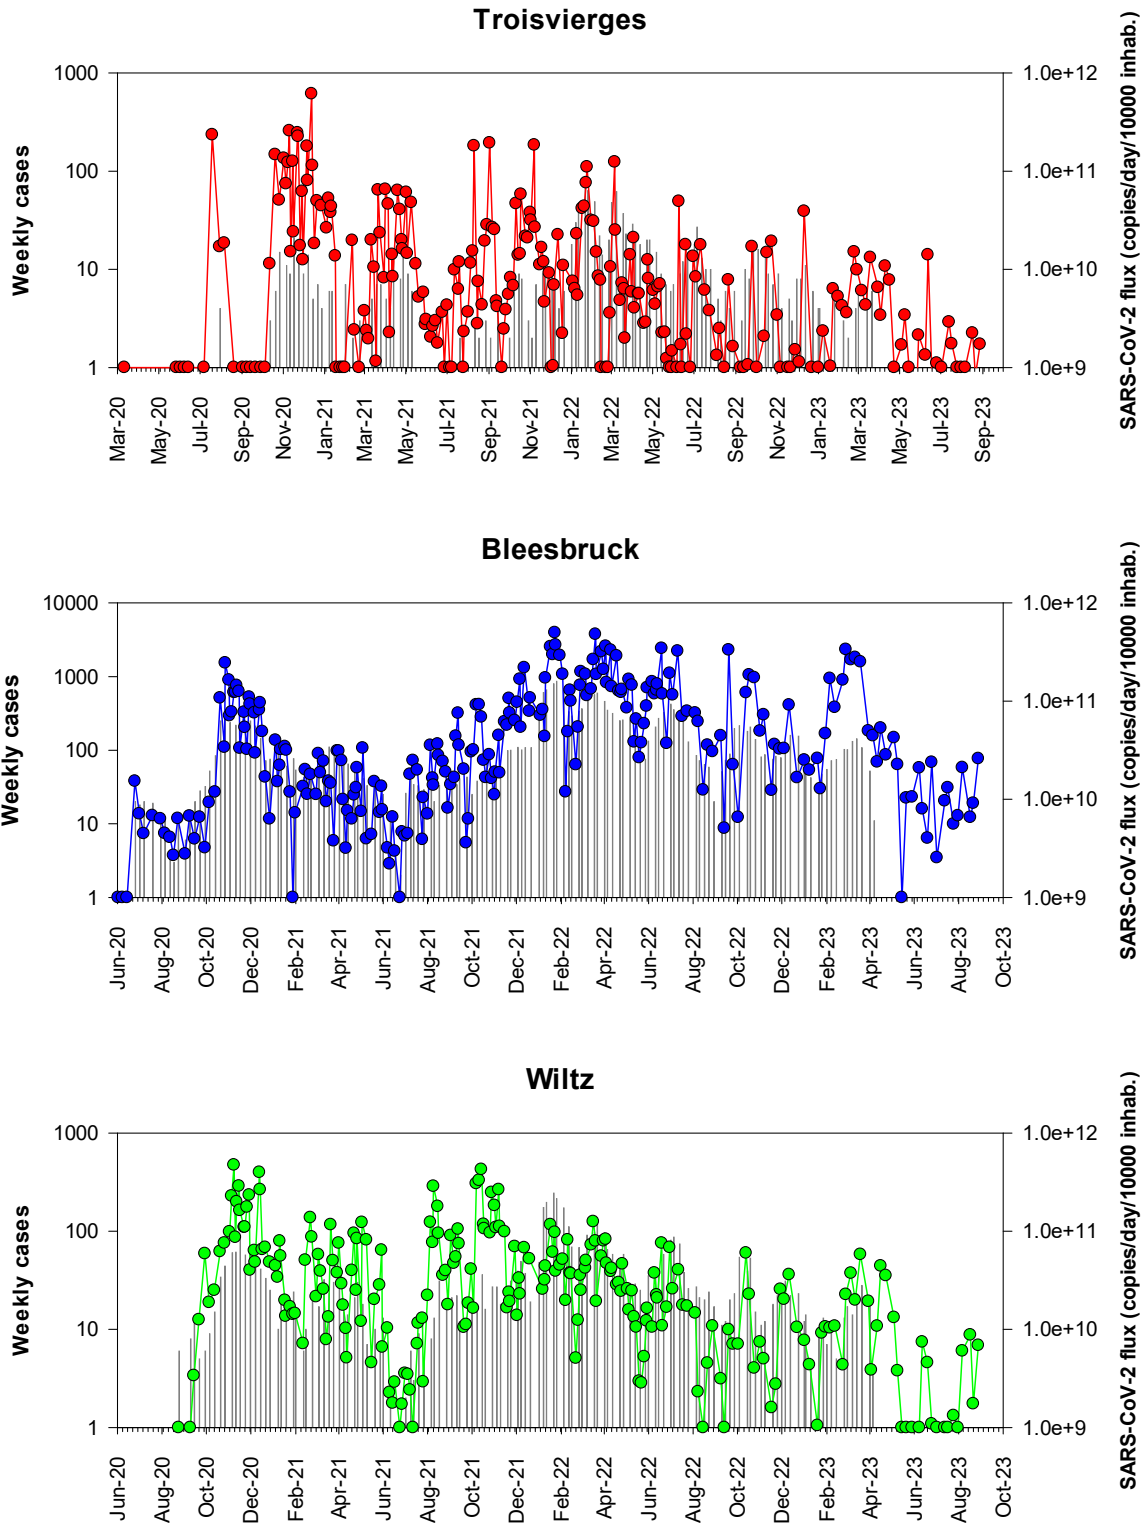 Troisvierges
Weekly cases
SARS-CoV-2 flux (copies/day/10000 inhab.)
1000
100
10
1
1.0e+12
1.0e+11
1.0e+10
1.0e+9
Mar-20
May-20
Jul-20
Sep-20
Nov-20
Jan-21
Mar-21
May-21
Jul-21
Sep-21
Nov-21
Jan-22
Mar-22
May-22
Jul-22
Sep-22
Nov-22
Jan-23
Mar-23
May-23
Jul-23
Sep-23
Bleesbruck
Weekly cases
SARS-CoV-2 flux (copies/day/10000 inhab.)
10000
1000
100
10
1
1.0e+12
1.0e+11
1.0e+10
1.0e+9
Jun-20
Aug-20
Oct-20
Dec-20
Feb-21
Apr-21
Jun-21
Aug-21
Oct-21
Dec-21
Feb-22
Apr-22
Jun-22
Aug-22
Oct-22
Dec-22
Feb-23
Apr-23
Jun-23
Aug-23
Oct-23
Wiltz
Weekly cases
SARS-CoV-2 flux (copies/day/10000 inhab.)
1000
100
10
1
1.0e+12
1.0e+11
1.0e+10
1.0e+9
Jun-20
Aug-20
Oct-20
Dec-20
Feb-21
Apr-21
Jun-21
Aug-21
Oct-21
Dec-21
Feb-22
Apr-22
Jun-22
Aug-22
Oct-22
Dec-22
Feb-23
Apr-23
Jun-23
Aug-23
Oct-23